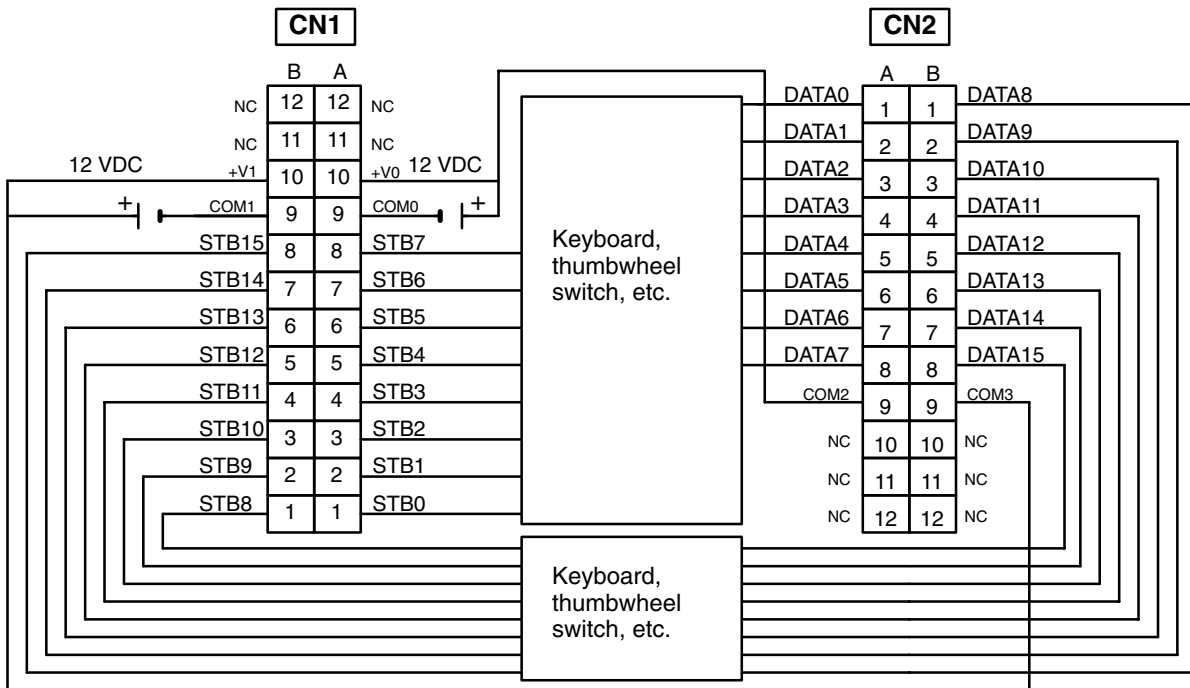 CN1
CN2
B A
A B
NC 12 12 NC
NC 11 11 NC
12 VDC +V1 10 10 +V0 12 VDC
+ COM1 9 9 COM0 +
STB15 8 8 STB7
STB14 7 7 STB6
STB13 6 6 STB5
STB12 5 5 STB4
STB11 4 4 STB3
STB10 3 3 STB2
STB9 2 2 STB1
STB8 1 1 STB0
Keyboard,
thumbwheel
switch, etc.
Keyboard,
thumbwheel
switch, etc.
DATA0 1 1 DATA8
DATA1 2 2 DATA9
DATA2 3 3 DATA10
DATA3 4 4 DATA11
DATA4 5 5 DATA12
DATA5 6 6 DATA13
DATA6 7 7 DATA14
DATA7 8 8 DATA15
COM2 9 9 COM3
NC 10 10 NC
NC 11 11 NC
NC 12 12 NC